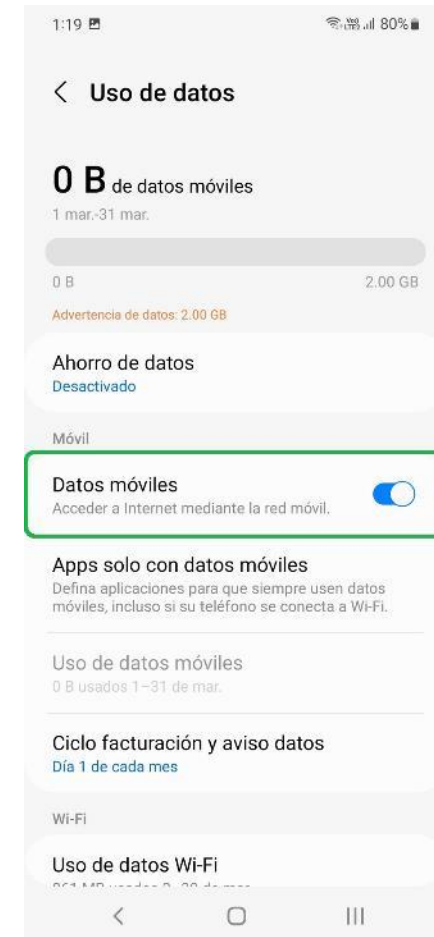 1:19 80%
Uso de datos
0 B de datos móviles
1 mar.-31 mar.
0 B 2.00 GB
Advertencia de datos: 2.00 GB
Ahorro de datos
Desactivado
Móvil
Datos móviles
Acceder a Internet mediante la red móvil.
Apps solo con datos móviles
Defina aplicaciones para que siempre usen datos
móviles, incluso si su teléfono se conecta a Wi-Fi.
Uso de datos móviles
0 B usados 1–31 de mar.
Ciclo facturación y aviso datos
Día 1 de cada mes
Wi-Fi
Uso de datos Wi-Fi